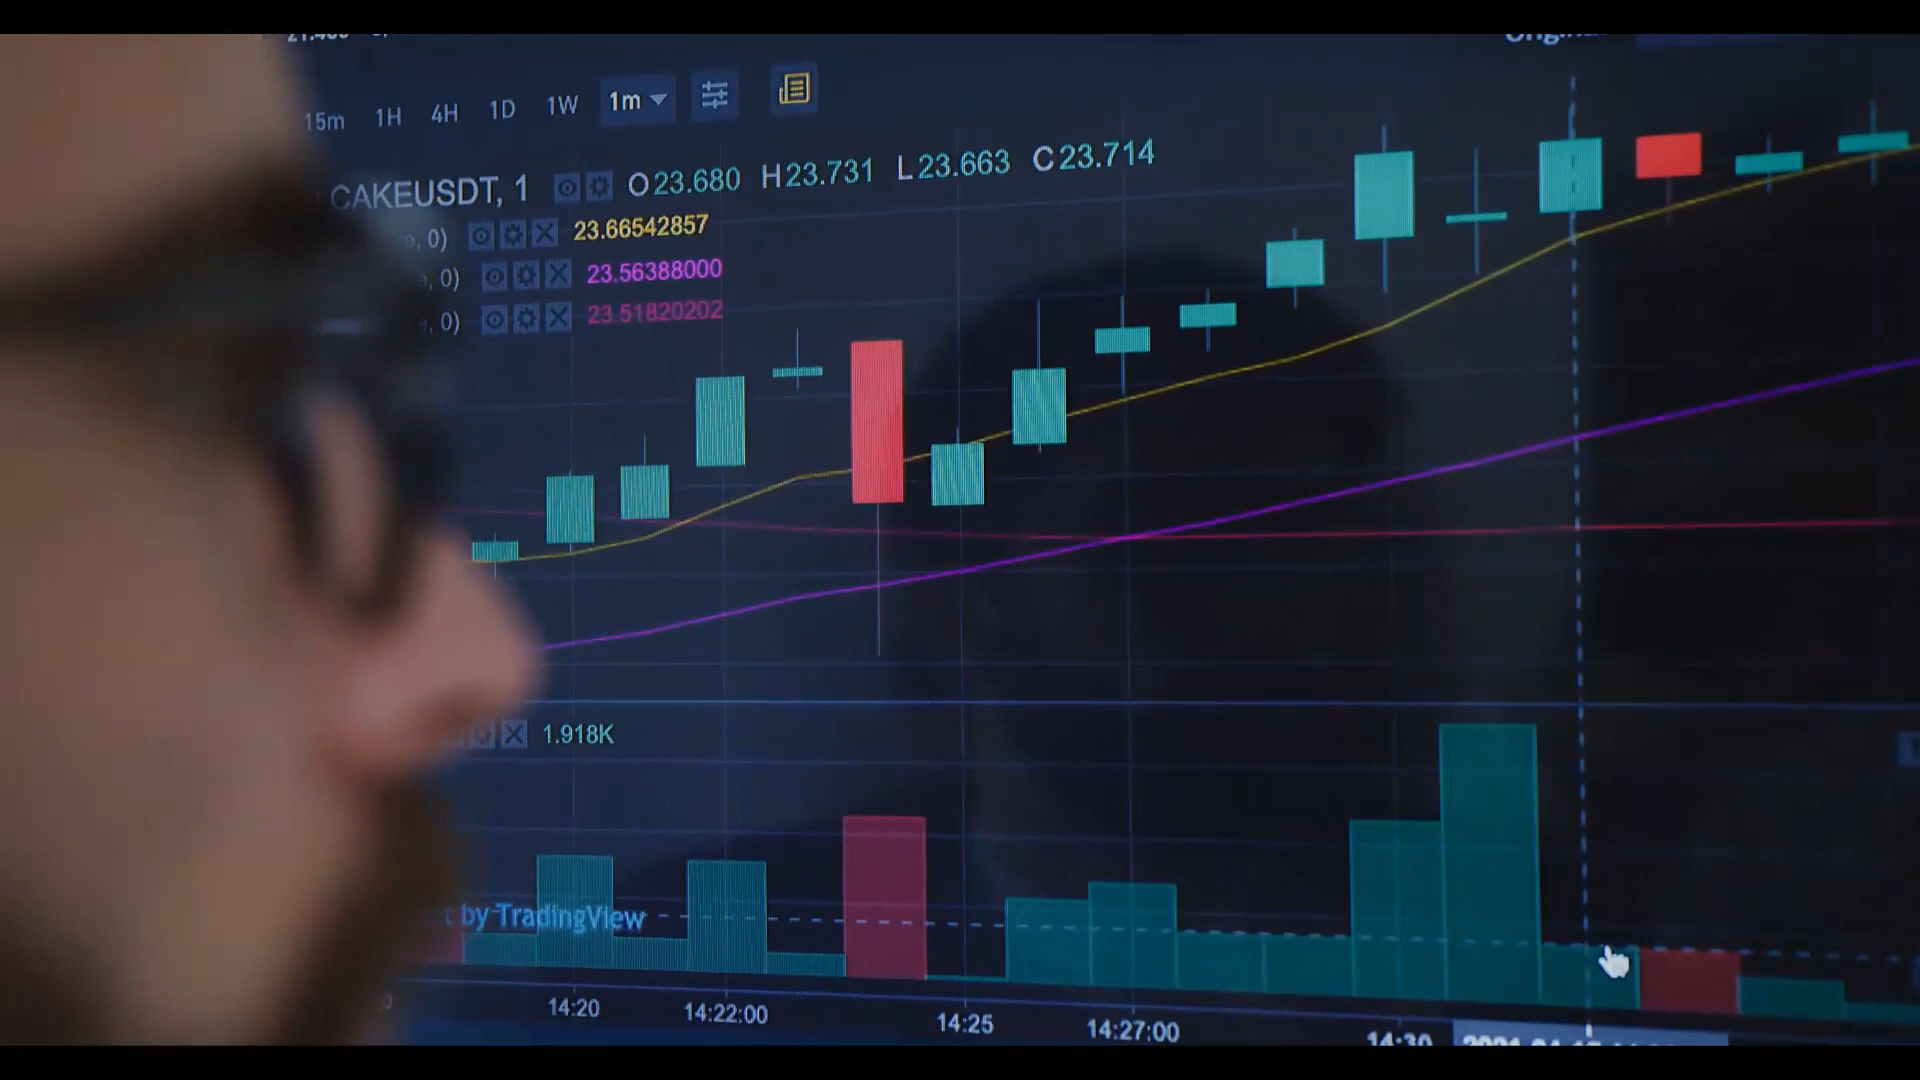 15m 1H 4H 1D 1W 1m
CAKEUSDT, 1 O23.680 H23.731 L23.663 C23.714
, 0) 23.66542857
, 0) 23.56388000
, 0) 23.51820202
1.918K
by TradingView
14:20 14:22:00 14:25 14:27:00 14:30